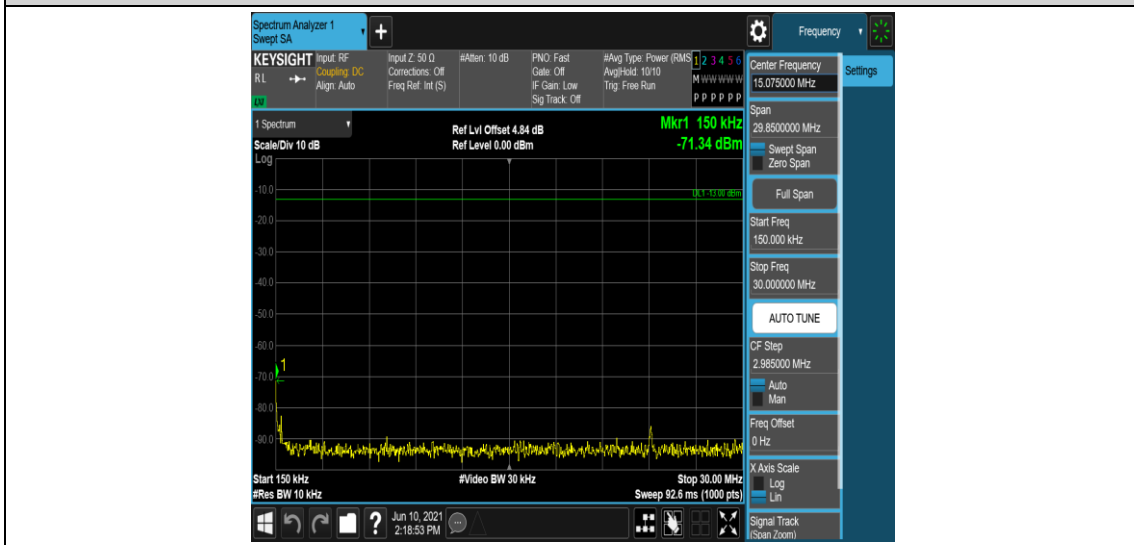 Spectrum Analyzer 1
Swept SA
+
Frequency
KEYSIGHT
RL
LXI
Input: RF
Coupling: DC
Align: Auto
Input Z: 50 Ω
Corrections: Off
Freq Ref: Int (S)
#Atten: 10 dB
PNO: Fast
Gate: Off
IF Gain: Low
Sig Track: Off
#Avg Type: Power (RMS
Avg|Hold: 10/10
Trig: Free Run
1 2 3 4 5 6
M W W W W W
P P P P P P
1 Spectrum
Scale/Div 10 dB
Ref Lvl Offset 4.84 dB
Ref Level 0.00 dBm
Mkr1 150 kHz
-71.34 dBm
Log
DL1 -13.00 dBm
-10.0
-20.0
-30.0
-40.0
-50.0
-60.0
1
-70.0
-80.0
-90.0
Start 150 kHz
#Video BW 30 kHz
Stop 30.00 MHz
#Res BW 10 kHz
Sweep 92.6 ms (1000 pts)
?
Jun 10, 2021
2:18:53 PM
Center Frequency
15.075000 MHz
Settings
Span
29.8500000 MHz
Swept Span
Zero Span
Full Span
Start Freq
150.000 kHz
Stop Freq
30.000000 MHz
AUTO TUNE
CF Step
2.985000 MHz
Auto
Man
Freq Offset
0 Hz
X Axis Scale
Log
Lin
Signal Track
(Span Zoom)